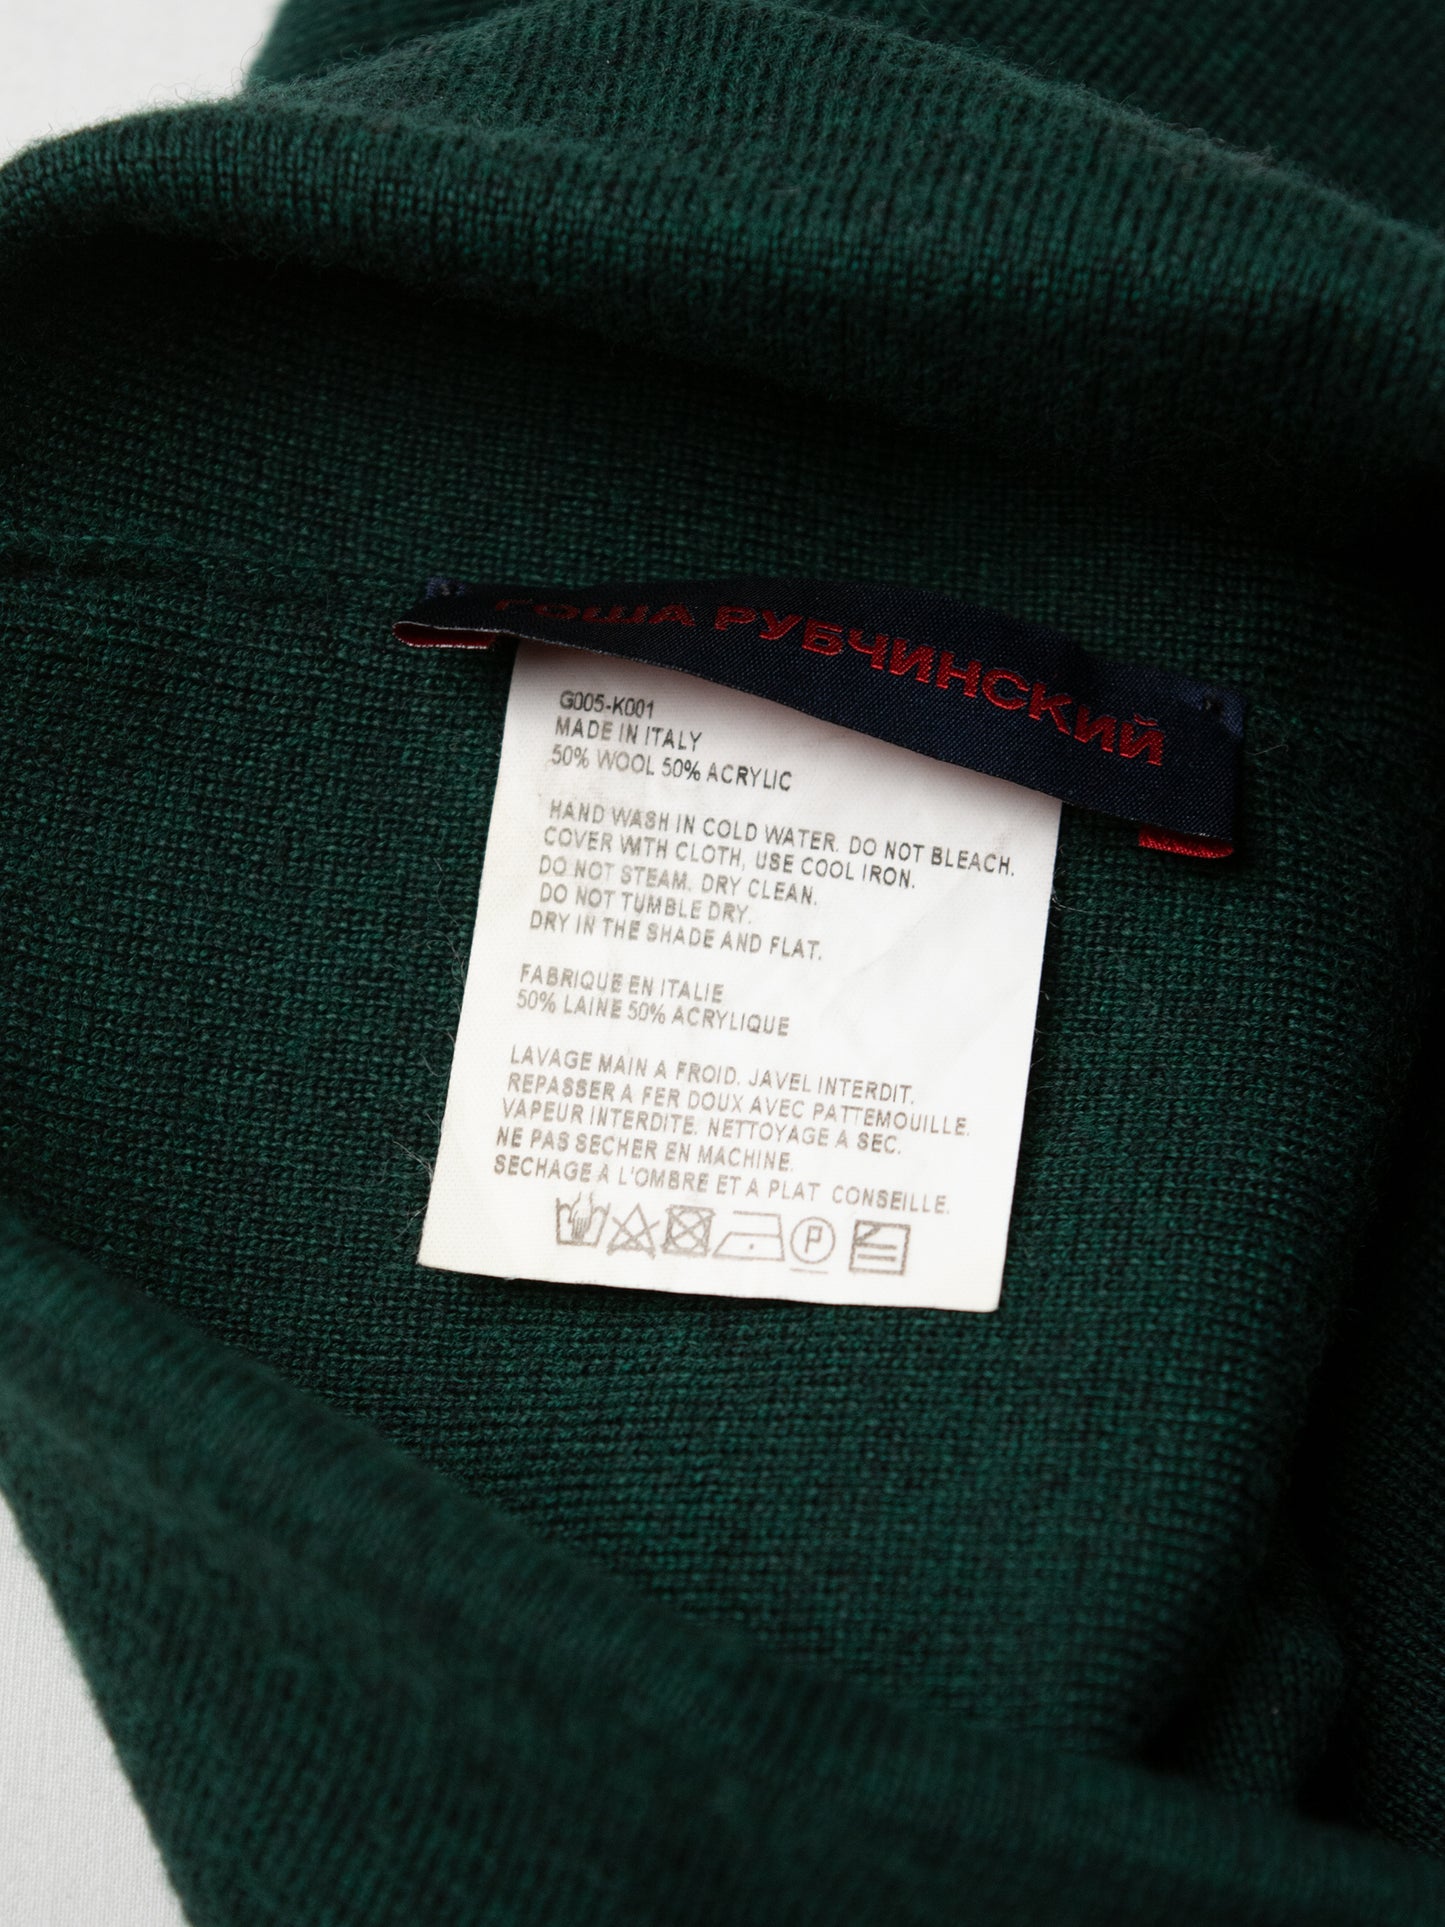 ГОША РУБЧИНСКИЙ
G005-K001
MADE IN ITALY
50% WOOL 50% ACRYLIC
HAND WASH IN COLD WATER. DO NOT BLEACH.
COVER WITH CLOTH, USE COOL IRON.
DO NOT STEAM. DRY CLEAN.
DO NOT TUMBLE DRY.
DRY IN THE SHADE AND FLAT.
FABRIQUE EN ITALIE
50% LAINE 50% ACRYLIQUE
LAVAGE MAIN A FROID. JAVEL INTERDIT.
REPASSER A FER DOUX AVEC PATTEMOUILLE.
VAPEUR INTERDITE. NETTOYAGE A SEC.
NE PAS SECHER EN MACHINE.
SECHAGE A L'OMBRE ET A PLAT CONSEILLE.
P